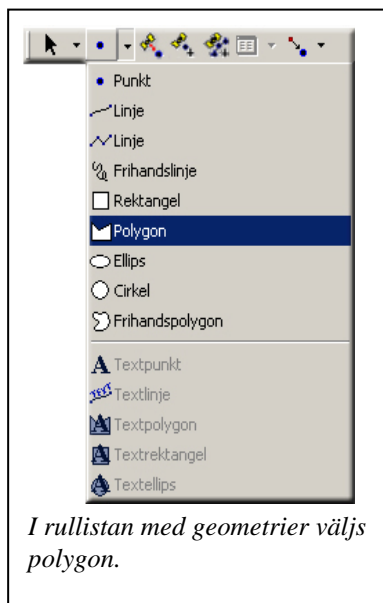 Punkt
Linje
Linje
Frihandslinje
Rektangel
Polygon
Ellips
Cirkel
Frihandspolygon
A Textpunkt
TEXT Textlinje
A Textpolygon
A Textrektangel
A Textellips
I rullistan med geometrier väljs
polygon.